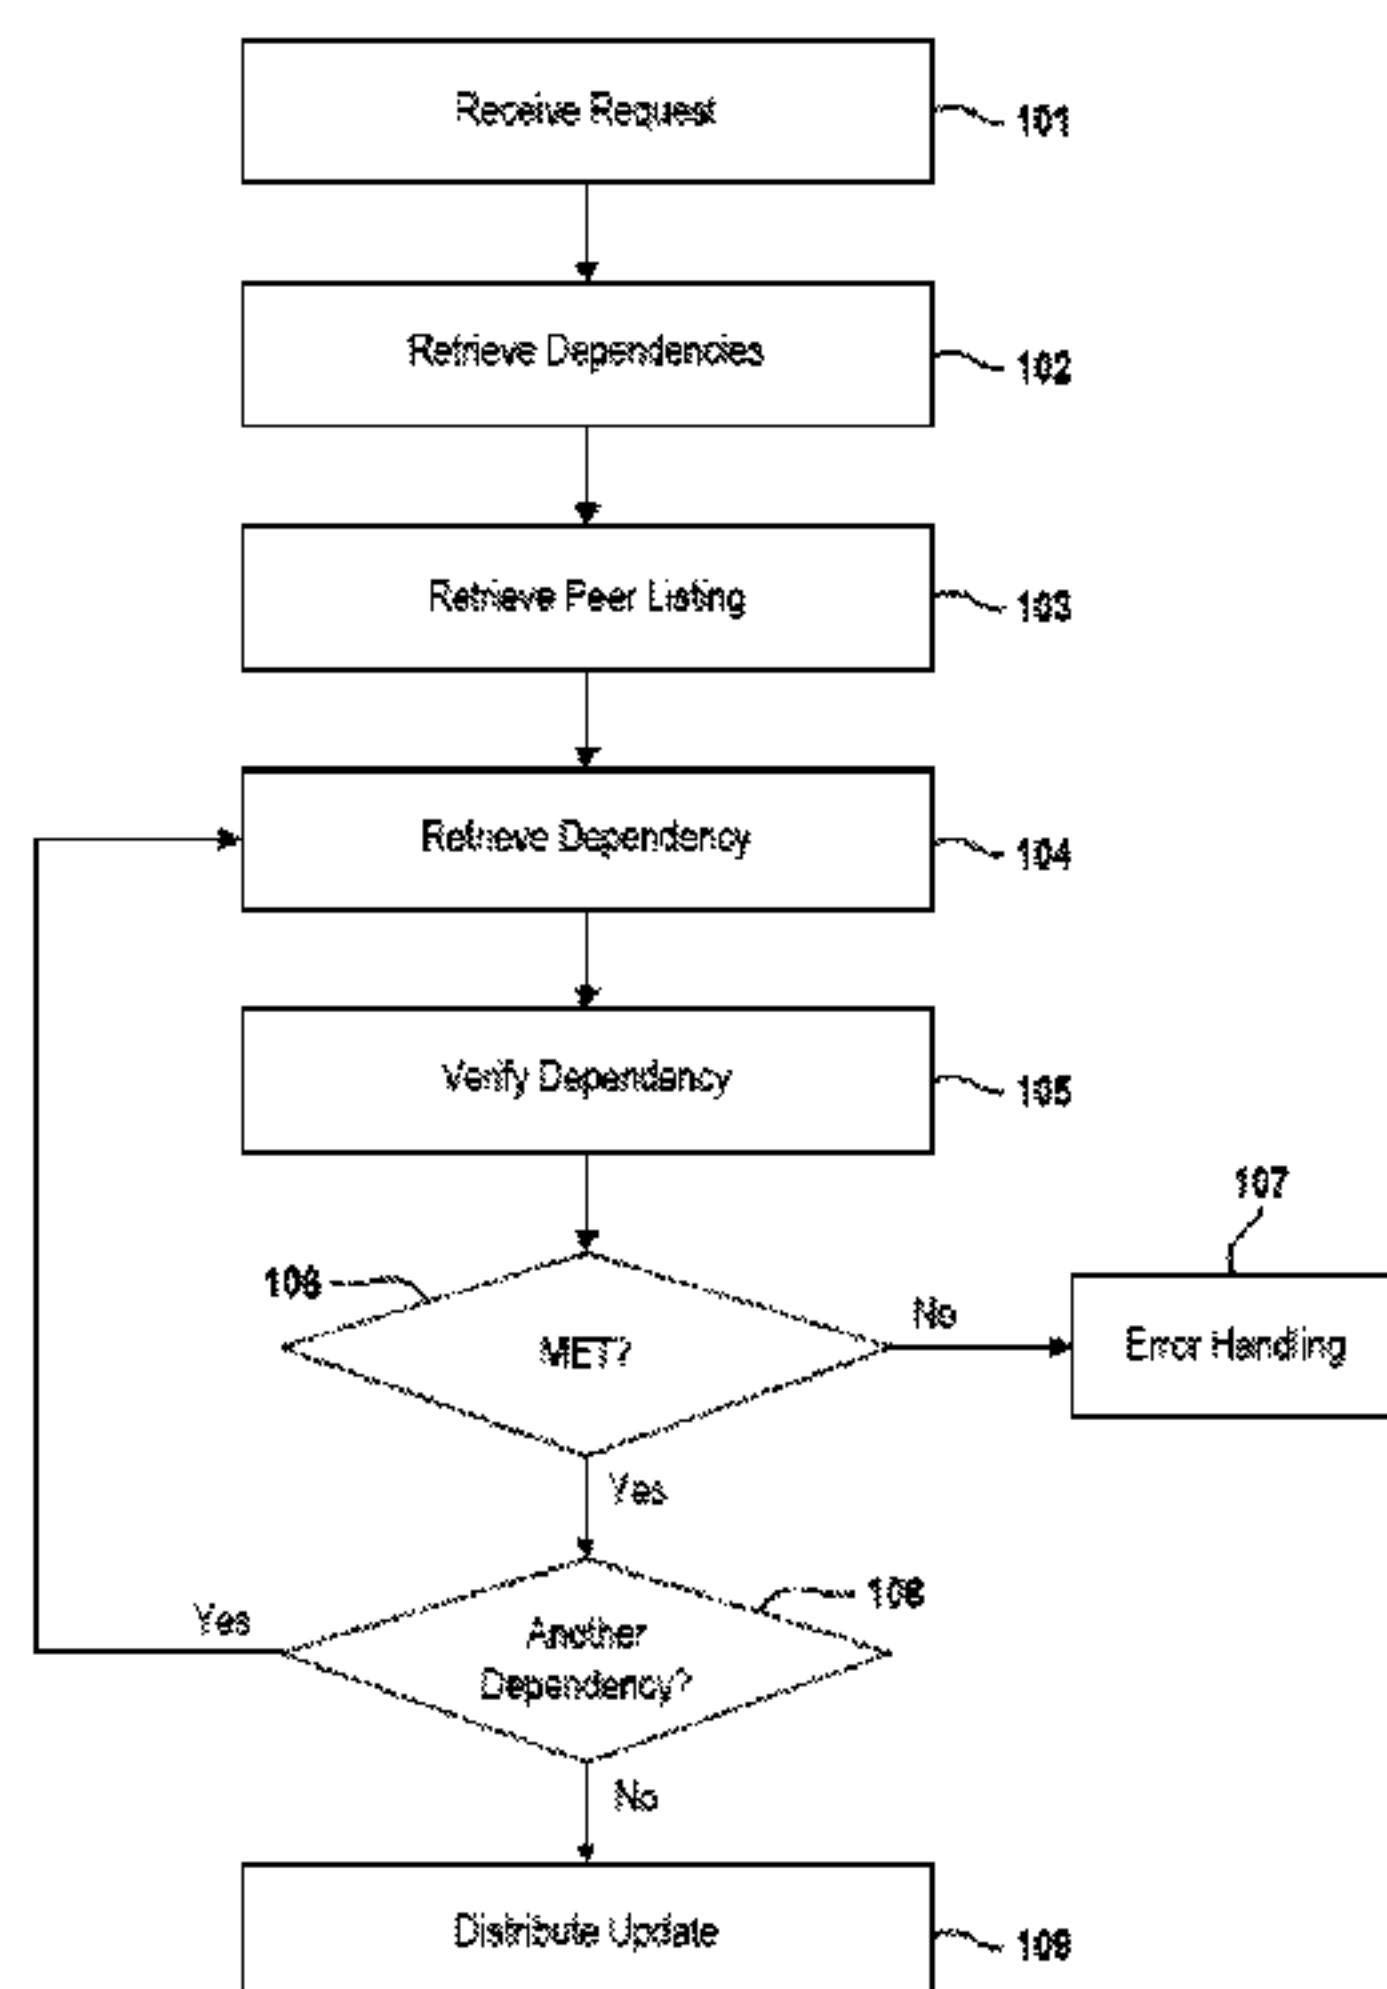 Receive Request
101
Retrieve Dependencies
102
Retrieve Peer Listing
103
Retrieve Dependency
104
Verify Dependency
105
107
106
MET?
No
Error Handling
Yes
108
Yes
Another
Dependency?
No
Distribute Update
109